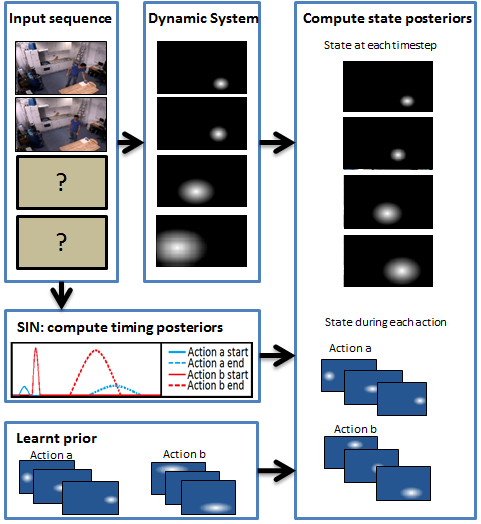 Input sequence
?
?
Dynamic System
Compute state posteriors
State at each timestep
SIN: compute timing posteriors
Action a start
Action a end
Action b start
Action b end
State during each action
Action a
Action b
Learnt prior
Action a
Action b